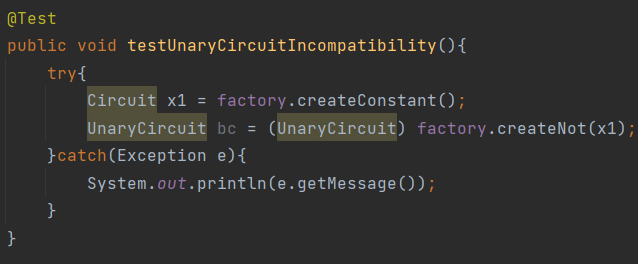 @Test
public void testUnaryCircuitIncompatibility(){
    try{
        Circuit x1 = factory.createConstant();
        UnaryCircuit bc = (UnaryCircuit) factory.createNot(x1);
    }catch(Exception e){
        System.out.println(e.getMessage());
    }
}